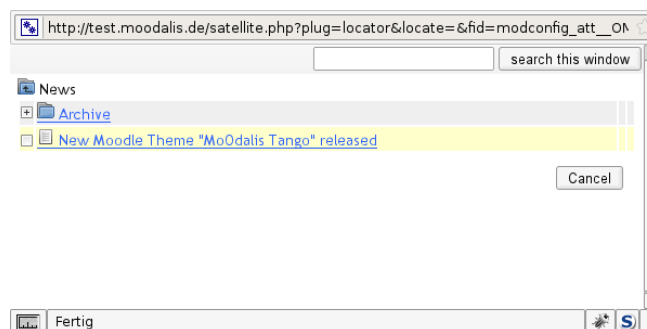 http://test.moodalis.de/satellite.php?plug=locator&locate=&fid=modconfig_att__ON
search this window
News
Archive
New Moodle Theme "Mo0dalis Tango" released
Cancel
Fertig
S